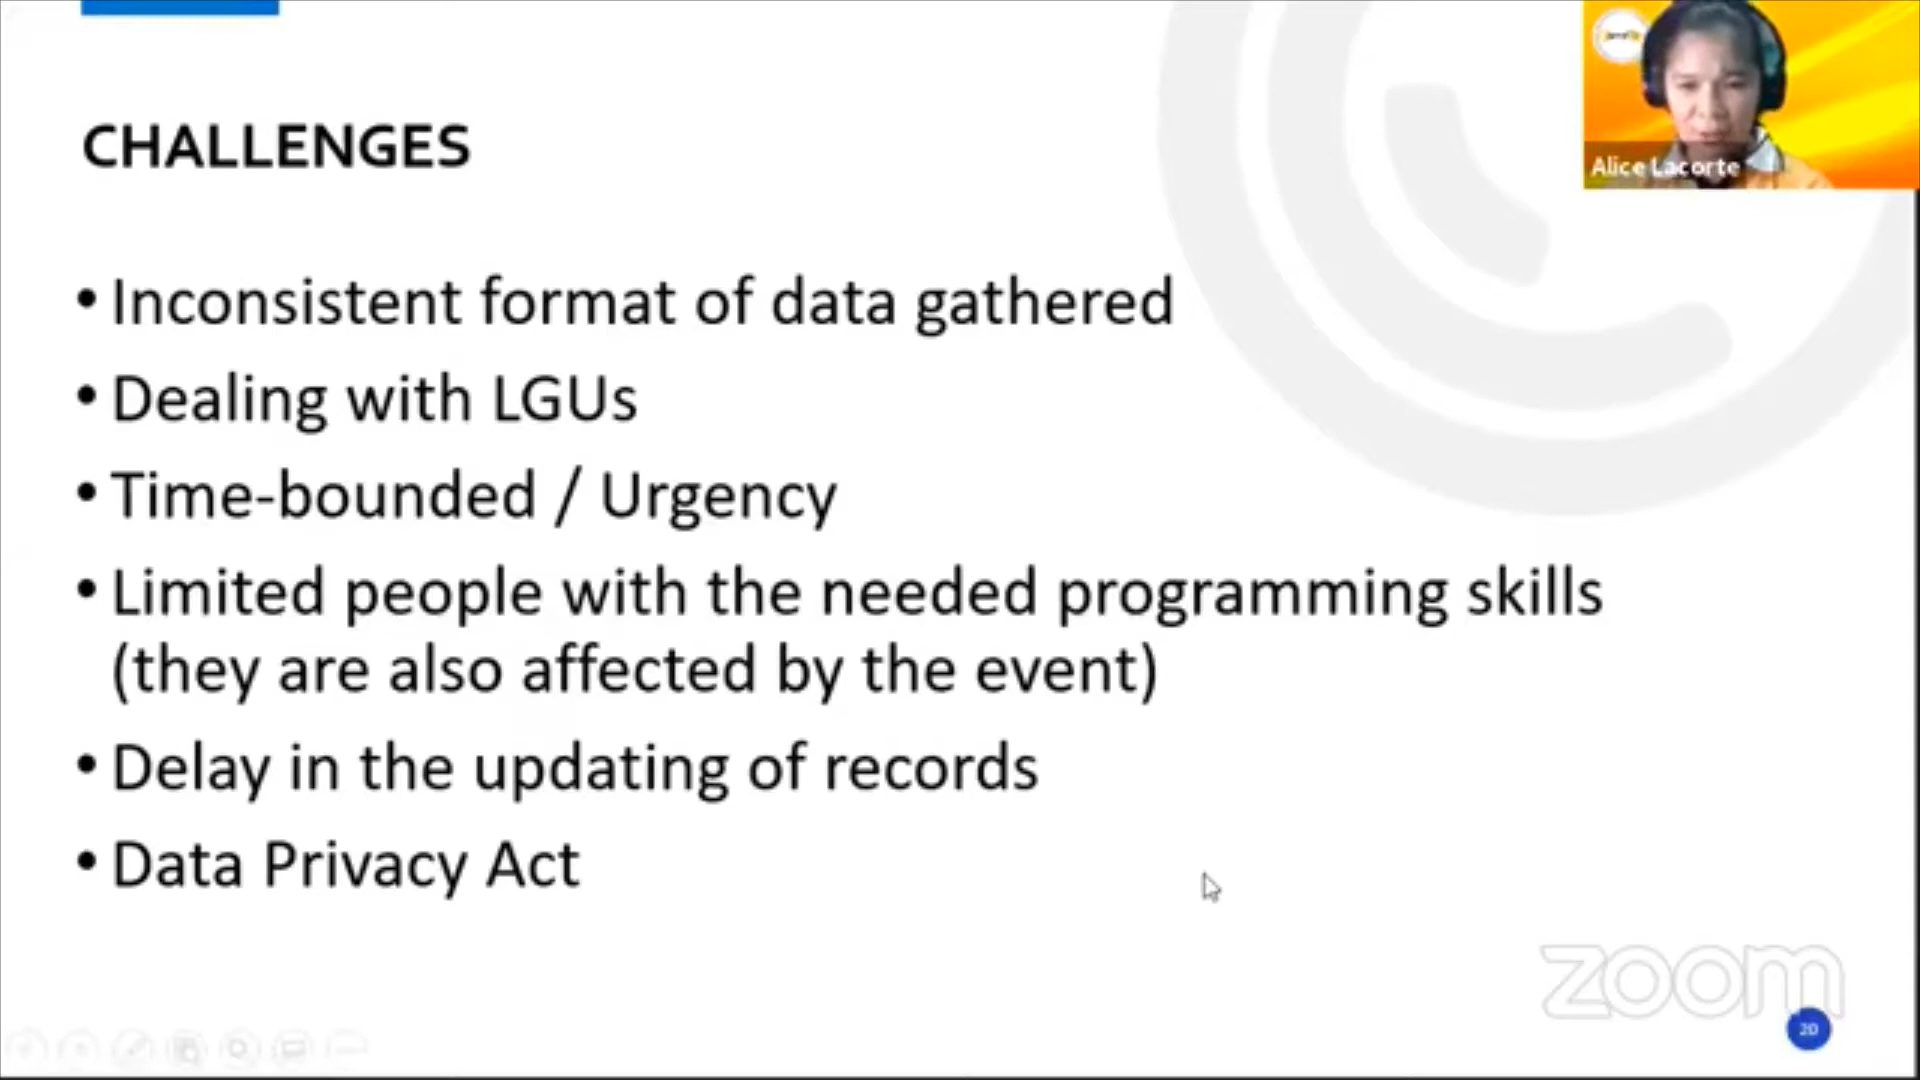 Alice Lacorte
CHALLENGES
• Inconsistent format of data gathered
• Dealing with LGUs
• Time-bounded / Urgency
• Limited people with the needed programming skills
(they are also affected by the event)
• Delay in the updating of records
• Data Privacy Act
zoom
20